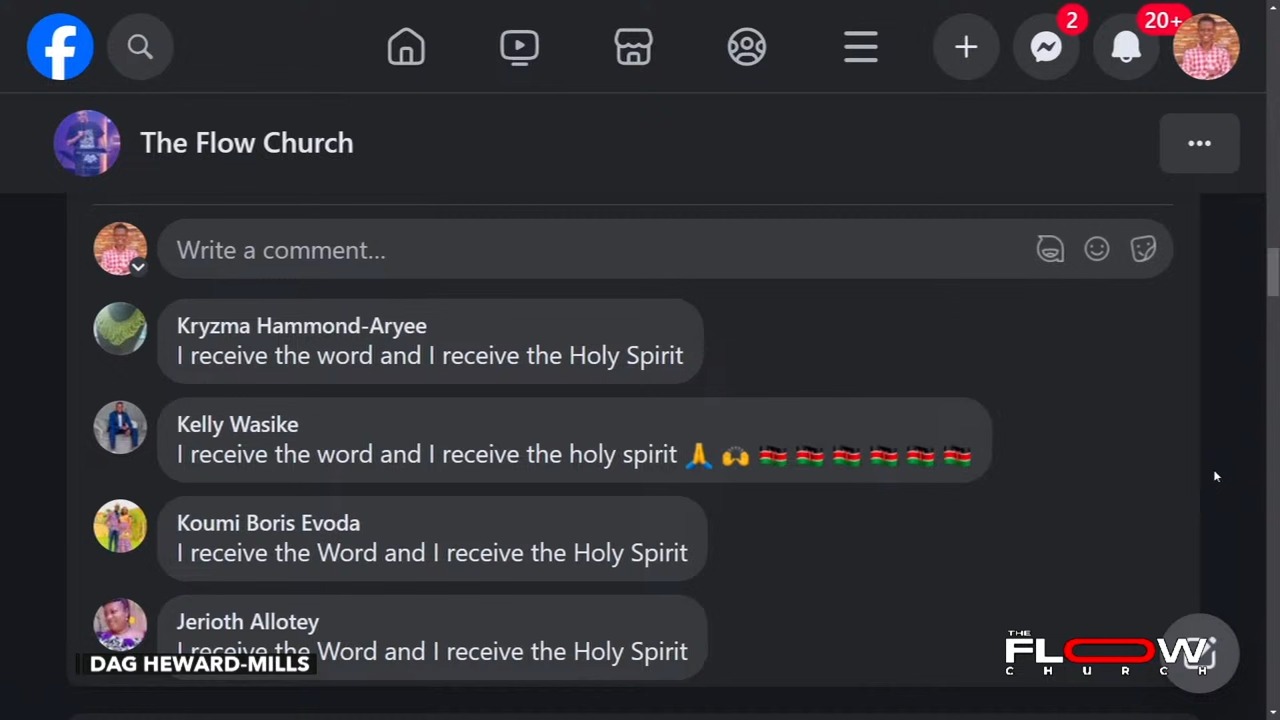 2
20+
The Flow Church
Write a comment...
Kryzma Hammond-Aryee
I receive the word and I receive the Holy Spirit
Kelly Wasike
I receive the word and I receive the holy spirit 🙏 🙌 🇰🇪 🇰🇪 🇰🇪 🇰🇪 🇰🇪 🇰🇪
Koumi Boris Evoda
I receive the Word and I receive the Holy Spirit
Jerioth Allotey
I receive the Word and I receive the Holy Spirit
DAG HEWARD-MILLS
THE
FLOW
CHURCH